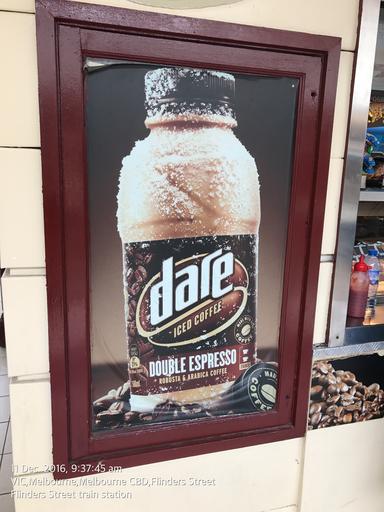 dare
ICED COFFEE
DOUBLE ESPRESSO
ROBUSTA & ARABICA COFFEE
COFFEE
11 Dec. 2016, 9:37:45 am
VIC,Melbourne,Melbourne CBD,Flinders Street
Flinders Street train station